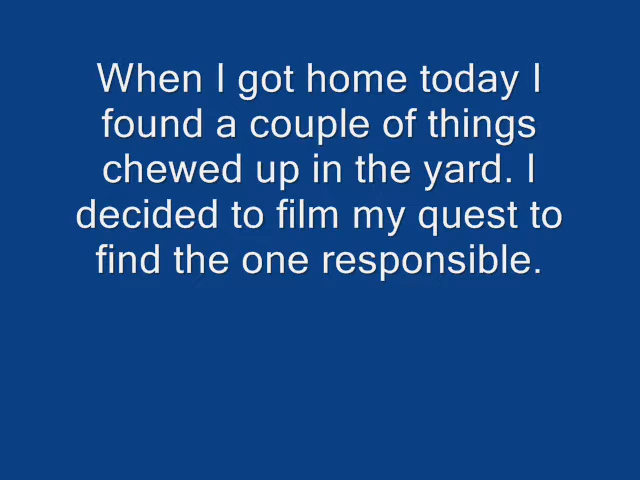 When I got home today I
found a couple of things
chewed up in the yard. I
decided to film my quest to
find the one responsible.